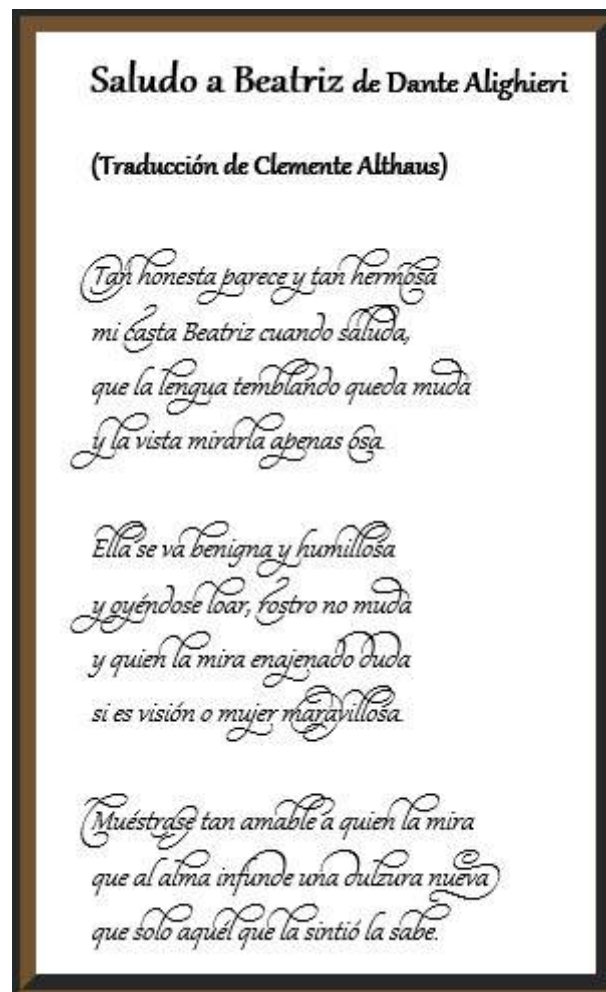 Saludo a Beatriz de Dante Alighieri
(Traducción de Clemente Althaus)
Tan honesta parece y tan hermosa
mi casta Beatriz cuando saluda,
que la lengua temblando queda muda
y la vista mirarla apenas osa.
Ella se va benigna y humillosa
y oyéndose loar, rostro no muda
y quien la mira enajenado duda
si es visión o mujer maravillosa.
Muéstrase tan amable a quien la mira
que al alma infunde una dulzura nueva
que solo aquél que la sintió la sabe.